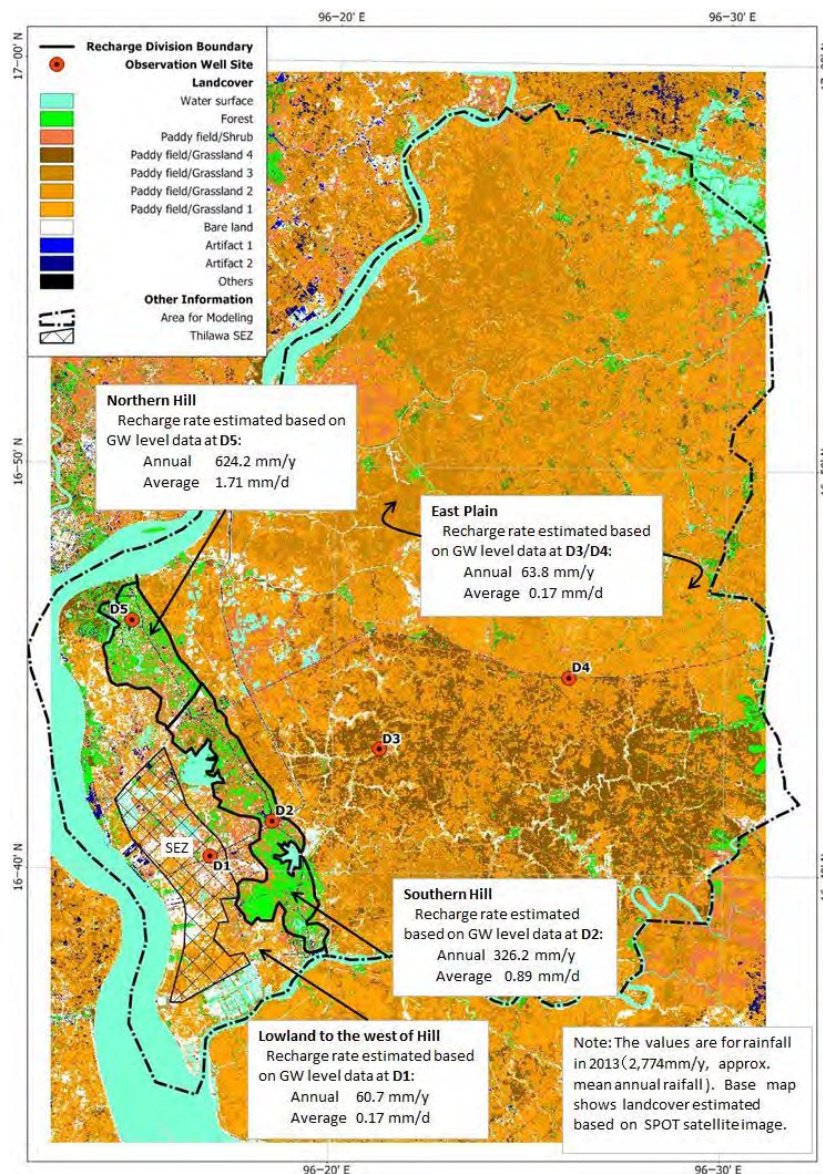 96-20' E
96-30' E
17-00' N
Recharge Division Boundary
Observation Well Site
Landcover
Water surface
Forest
Paddy field/Shrub
Paddy field/Grassland 4
Paddy field/Grassland 3
Paddy field/Grassland 2
Paddy field/Grassland 1
Bare land
Artifact 1
Artifact 2
Others
Other Information
Area for Modeling
Thilawa SEZ
Northern Hill
Recharge rate estimated based on
GW level data at D5:
Annual 624.2 mm/y
Average 1.71 mm/d
16-50' N
East Plain
Recharge rate estimated based
on GW level data at D3/D4:
Annual 63.8 mm/y
Average 0.17 mm/d
D5
D4
D3
D2
SEZ
D1
16-40' N
Southern Hill
Recharge rate estimated
based on GW level data at D2:
Annual 326.2 mm/y
Average 0.89 mm/d
Lowland to the west of Hill
Recharge rate estimated based
on GW level data at D1:
Annual 60.7 mm/y
Average 0.17 mm/d
Note: The values are for rainfall
in 2013(2,774mm/y, approx.
mean annual raifall ). Base map
shows landcover estimated
based on SPOT satellite image.
96-20' E
96-30' E